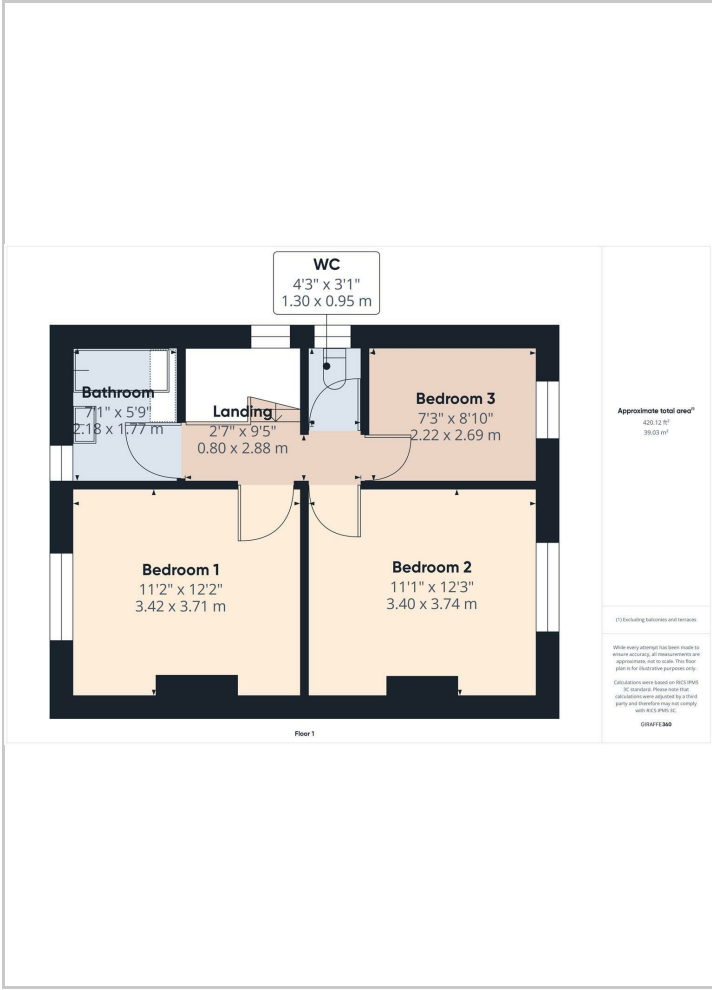 WC
4'3" x 3'1"
1.30 x 0.95 m
Bathroom
7'1" x 5'9"
2.18 x 1.77 m
Landing
2'7" x 9'5"
0.80 x 2.88 m
Bedroom 3
7'3" x 8'10"
2.22 x 2.69 m
Bedroom 1
11'2" x 12'2"
3.42 x 3.71 m
Bedroom 2
11'1" x 12'3"
3.40 x 3.74 m
Floor 1
Approximate total area⁽¹⁾
420.12 ft²
39.03 m²
(1) Excluding balconies and terraces
While every attempt has been made to
ensure accuracy, all measurements are
approximate, not to scale. This floor
plan is for illustrative purposes only.
Calculations were based on RICS IPMS
3C standard. Please note that
calculations were adjusted by a third
party and therefore may not comply
with RICS IPMS 3C.
GIRAFFE360